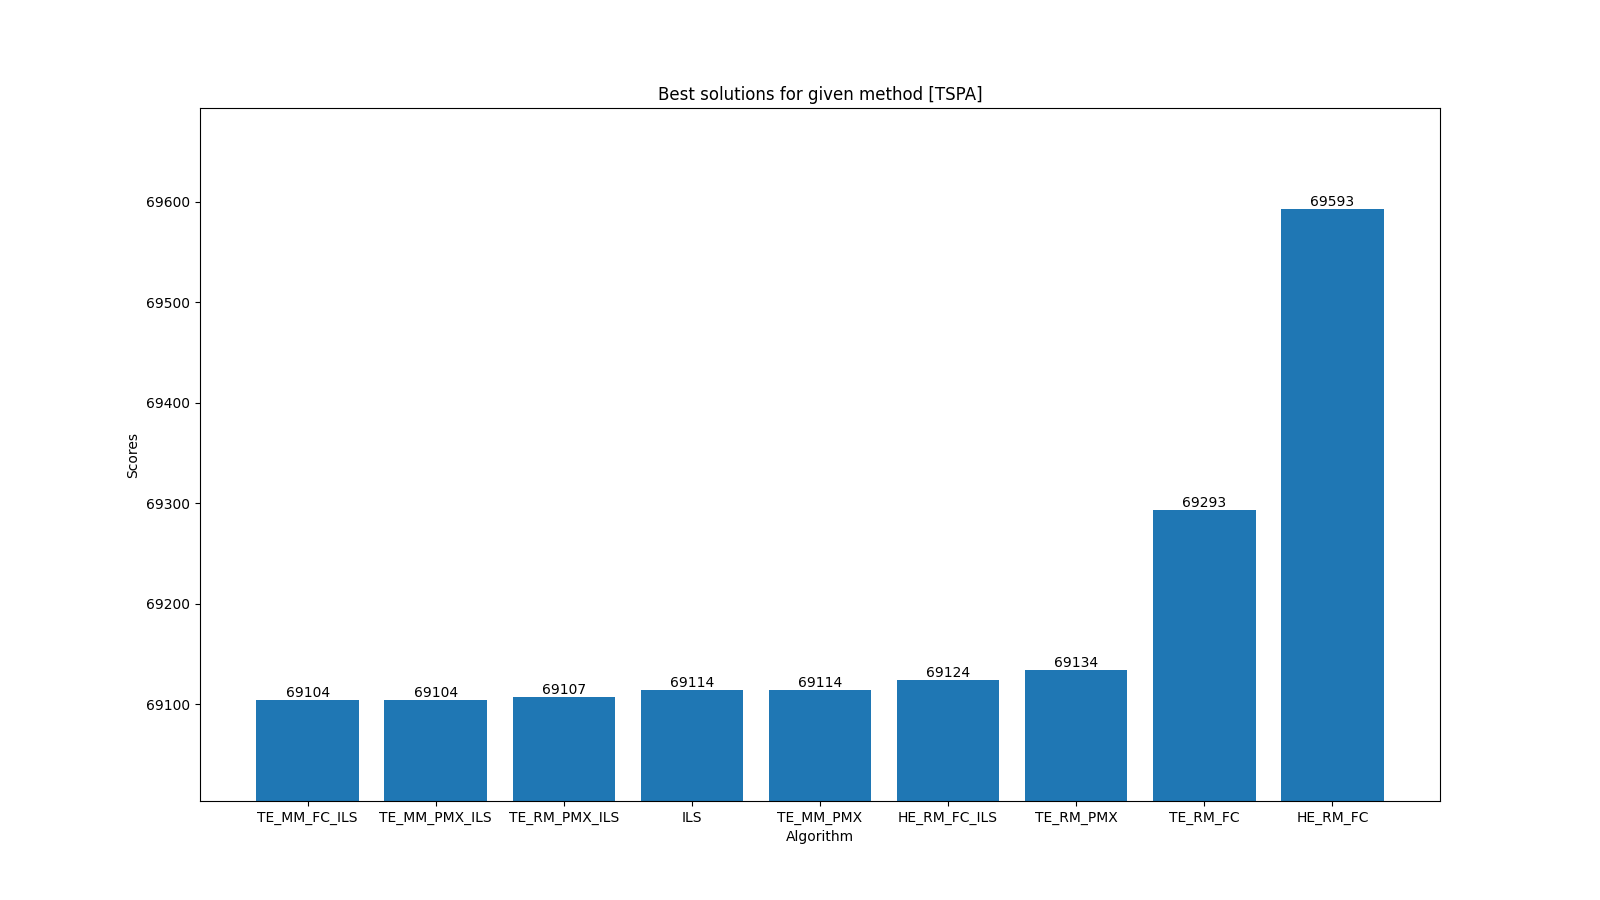 Best solutions for given method [TSPA]
69600
69500
69400
69300
69200
69100
Scores
69104
69104
69107
69114
69114
69124
69134
69293
69593
TE_MM_FC_ILS
TE_MM_PMX_ILS
TE_RM_PMX_ILS
ILS
TE_MM_PMX
HE_RM_FC_ILS
TE_RM_PMX
TE_RM_FC
HE_RM_FC
Algorithm